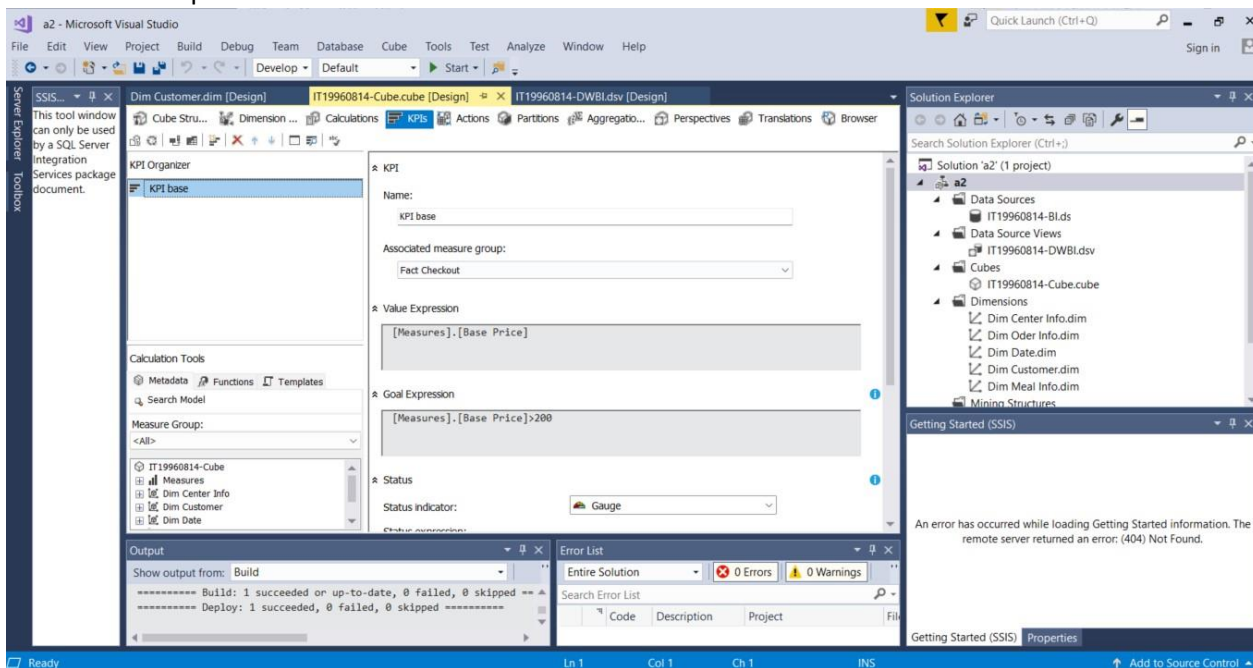 a2 - Microsoft Visual Studio
Quick Launch (Ctrl+Q)
File Edit View Project Build Debug Team Database Cube Tools Test Analyze Window Help
Sign in
Develop Default Start
Server Explorer
Toolbox
SSIS...
This tool window
can only be used
by a SQL Server
Integration
Services package
document.
Dim Customer.dim [Design] IT19960814-Cube.cube [Design] IT19960814-DWBI.dsv [Design]
Cube Stru... Dimension ... Calculations KPIs Actions Partitions Aggregatio... Perspectives Translations Browser
KPI Organizer
KPI base
Calculation Tools
Metadata Functions Templates
Search Model
Measure Group:
<All>
IT19960814-Cube
Measures
Dim Center Info
Dim Customer
Dim Date
KPI
Name:
KPI base
Associated measure group:
Fact Checkout
Value Expression
[Measures].[Base Price]
Goal Expression
[Measures].[Base Price]>200
Status
Status indicator: Gauge
Status expression:
Solution Explorer
Search Solution Explorer (Ctrl+;)
Solution 'a2' (1 project)
a2
Data Sources
IT19960814-BI.ds
Data Source Views
IT19960814-DWBI.dsv
Cubes
IT19960814-Cube.cube
Dimensions
Dim Center Info.dim
Dim Oder Info.dim
Dim Date.dim
Dim Customer.dim
Dim Meal Info.dim
Mining Structures
Getting Started (SSIS)
An error has occurred while loading Getting Started information. The
remote server returned an error: (404) Not Found.
Getting Started (SSIS) Properties
Output
Show output from: Build
========== Build: 1 succeeded or up-to-date, 0 failed, 0 skipped ==
========== Deploy: 1 succeeded, 0 failed, 0 skipped ==========
Error List
Entire Solution 0 Errors 0 Warnings
Search Error List
Code Description Project
Ready Ln 1 Col 1 Ch 1 INS Add to Source Control